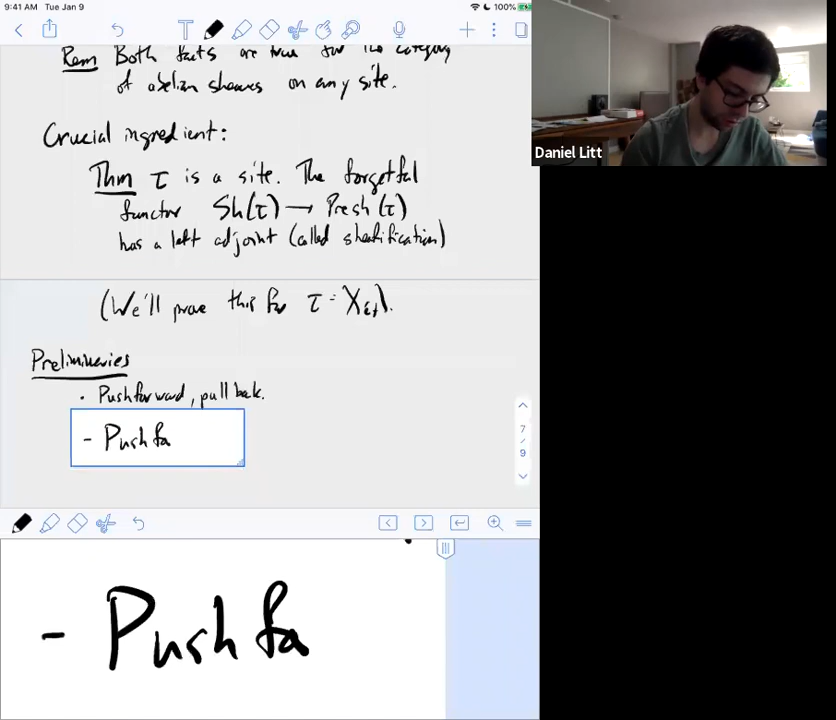 9:41 AM Tue Jan 9
100%
Rem Both facts are true for the category
of abelian sheaves on any site.
Crucial ingredient:
Thm τ is a site. The forgetful
functor Sh(τ) → Presh(τ)
has a left adjoint (called sheafification)
(We'll prove this for τ = X_ét).
Preliminaries
· Pushforward, pull back.
- Push fo
7 / 9
- Push fo
Daniel Litt